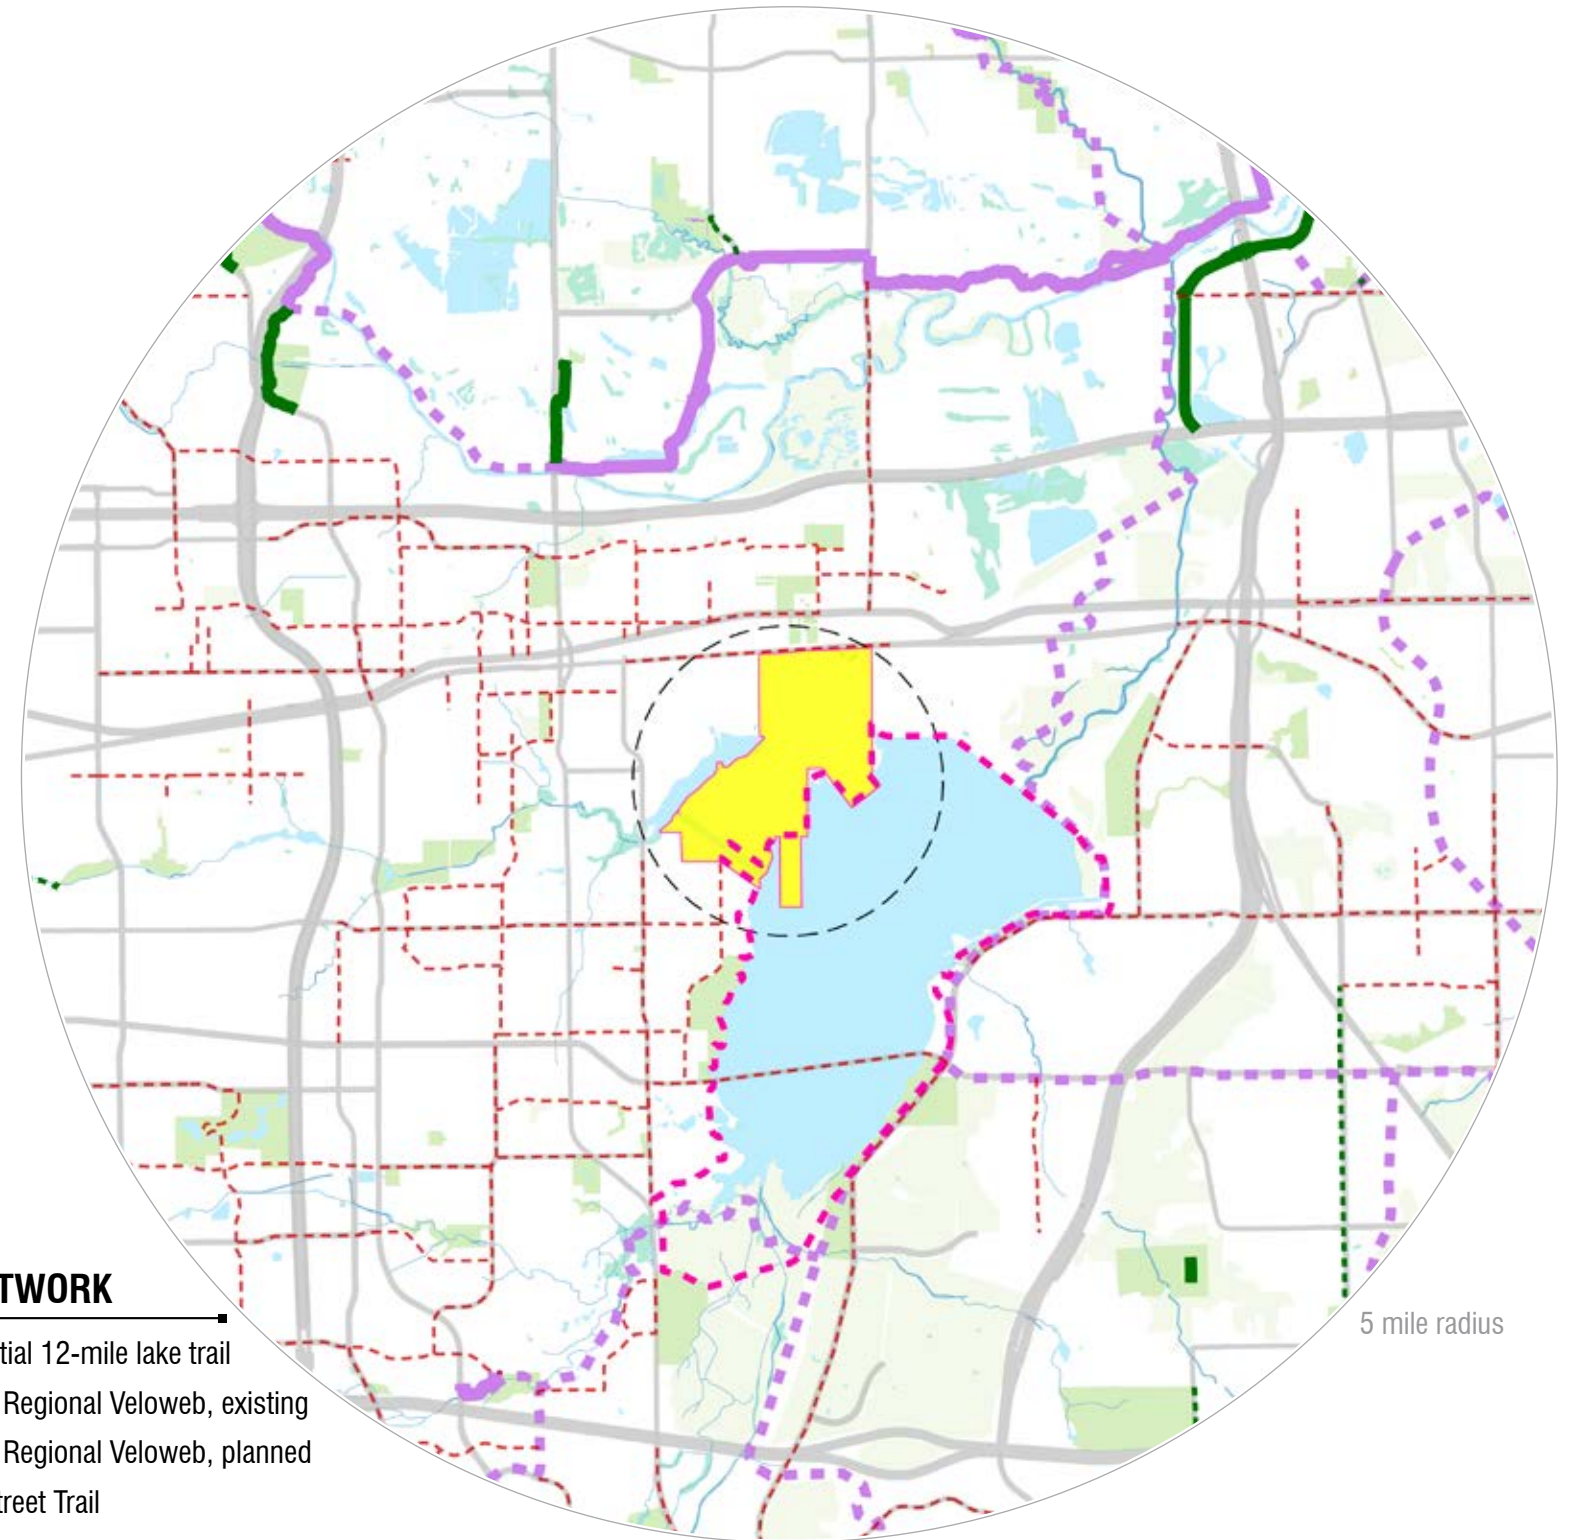 TWORK
tial 12-mile lake trail
Regional Veloweb, existing
Regional Veloweb, planned
treet Trail
5 mile radius